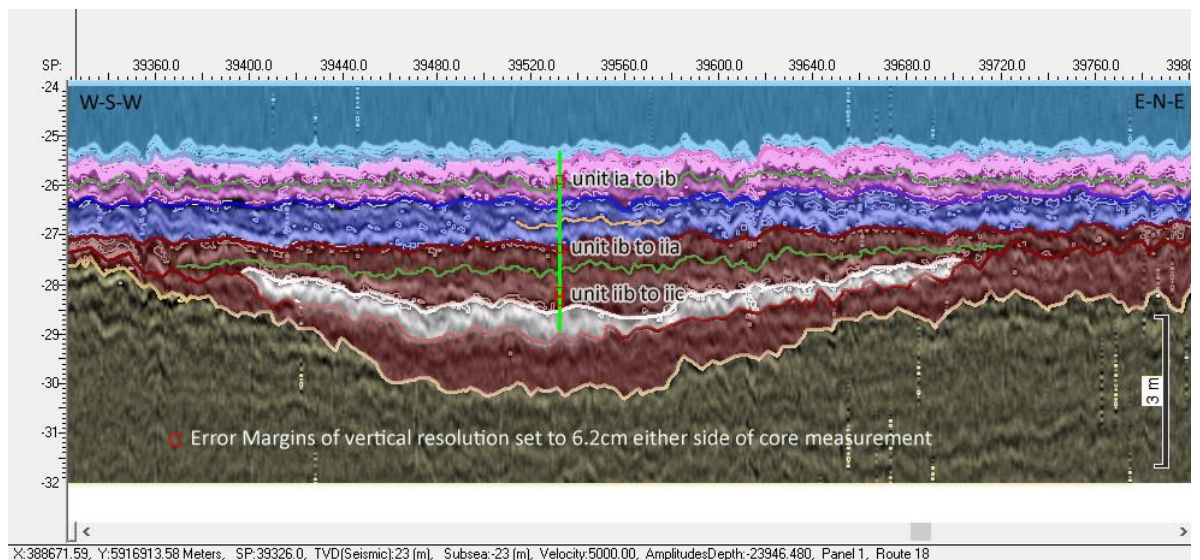 SP: 39360.0 39400.0 39440.0 39480.0 39520.0 39560.0 39600.0 39640.0 39680.0 39720.0 39760.0 3980
-24
W-S-W E-N-E
-25
-26
unit ia to ib
-27
unit ib to iia
-28
unit iib to iic
-29
-30
3 m
-31
Error Margins of vertical resolution set to 6.2cm either side of core measurement
-32
X:388671.59, Y:5916913.58 Meters, SP:39326.0, TVD(Seismic):23 (m), Subsea:-23 (m), Velocity:5000.00, AmplitudesDepth:-23946.480, Panel 1, Route 18